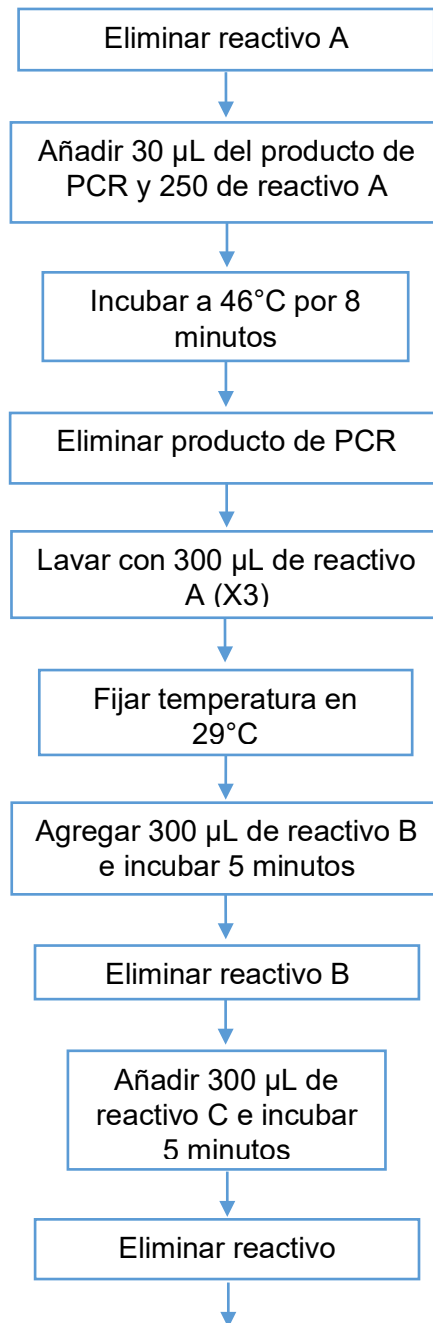 Eliminar reactivo A
Añadir 30 µL del producto de
PCR y 250 de reactivo A
Incubar a 46°C por 8
minutos
Eliminar producto de PCR
Lavar con 300 µL de reactivo
A (X3)
Fijar temperatura en
29°C
Agregar 300 µL de reactivo B
e incubar 5 minutos
Eliminar reactivo B
Añadir 300 µL de
reactivo C e incubar
5 minutos
Eliminar reactivo